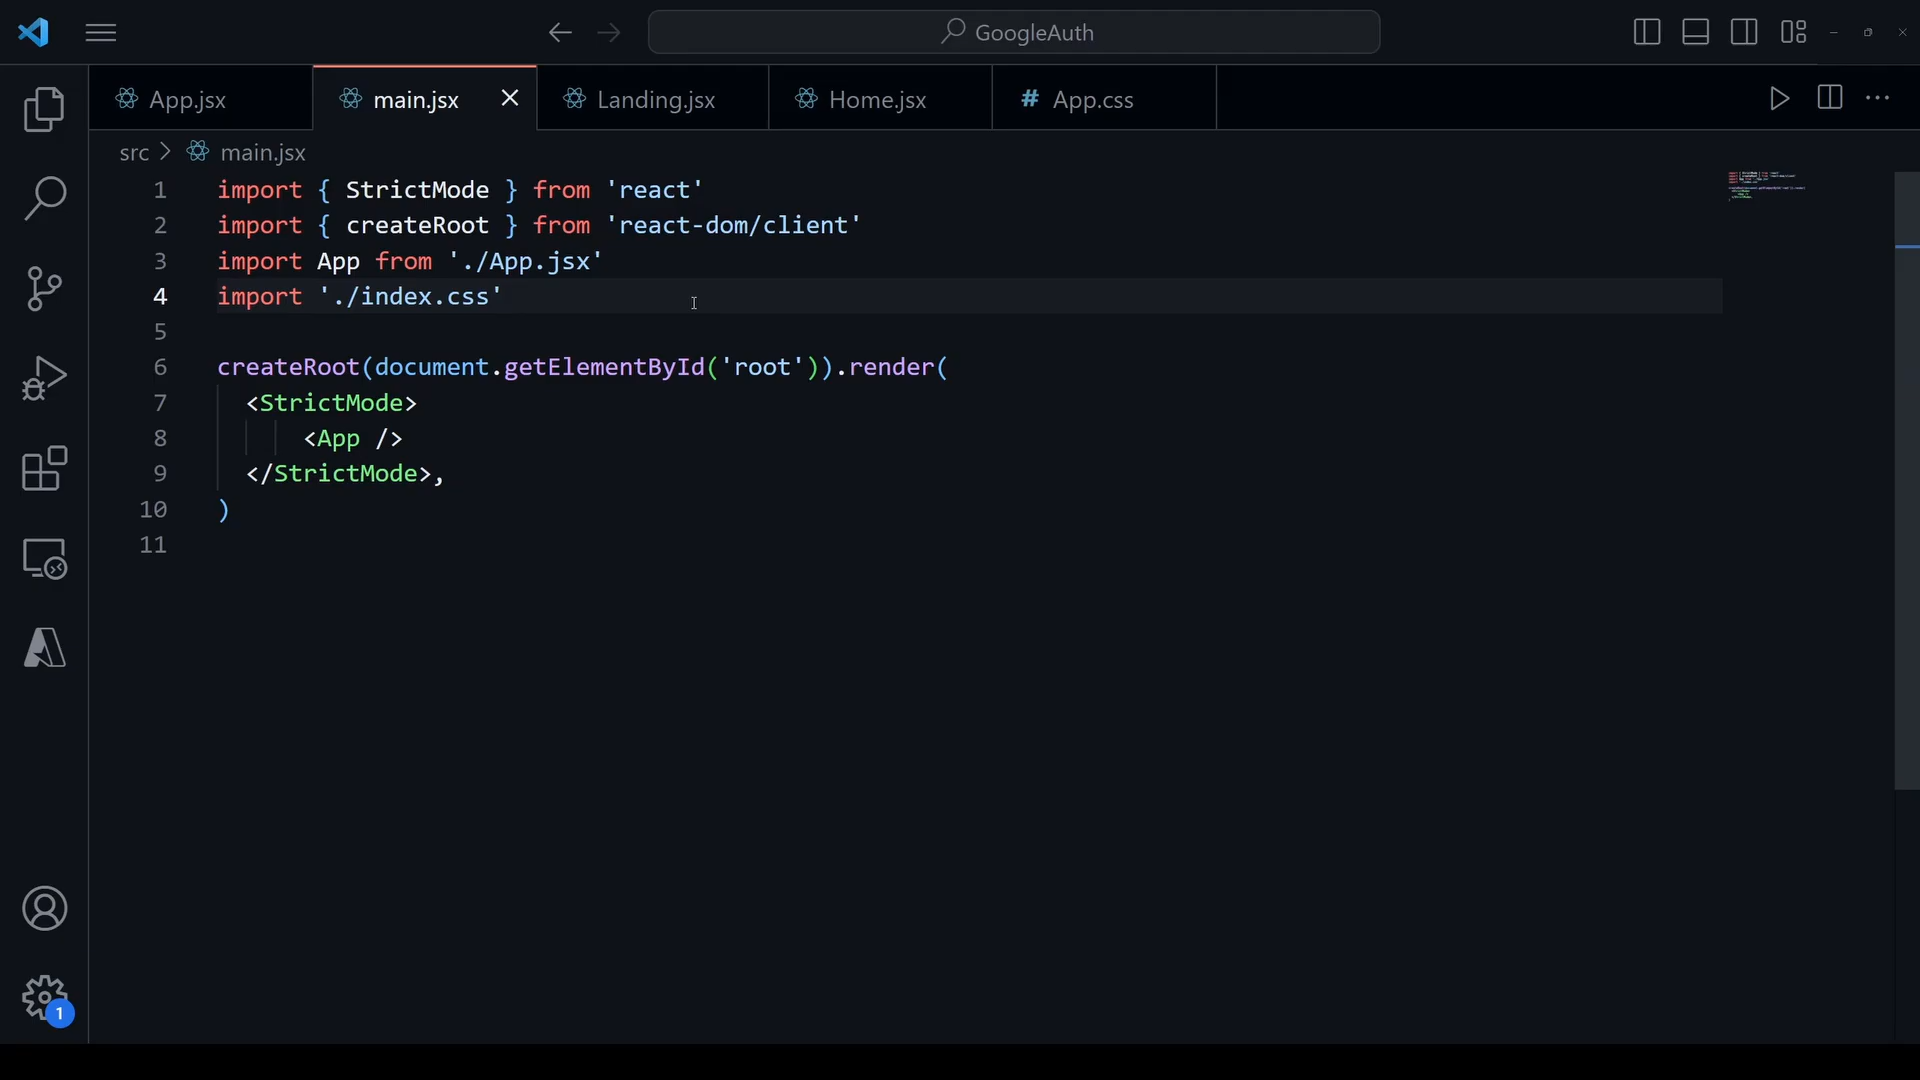 GoogleAuth
App.jsx
main.jsx
Landing.jsx
Home.jsx
# App.css
src > main.jsx
1 import { StrictMode } from 'react'
2 import { createRoot } from 'react-dom/client'
3 import App from './App.jsx'
4 import './index.css'
5
6 createRoot(document.getElementById('root')).render(
7 <StrictMode>
8 <App />
9 </StrictMode>,
10 )
11
1